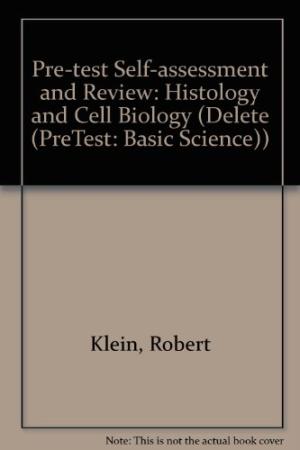 Pre-test Self-assessment
and Review: Histology
and Cell Biology (Delete
(PreTest: Basic Science))
Klein, Robert
Note: This is not the actual book cover